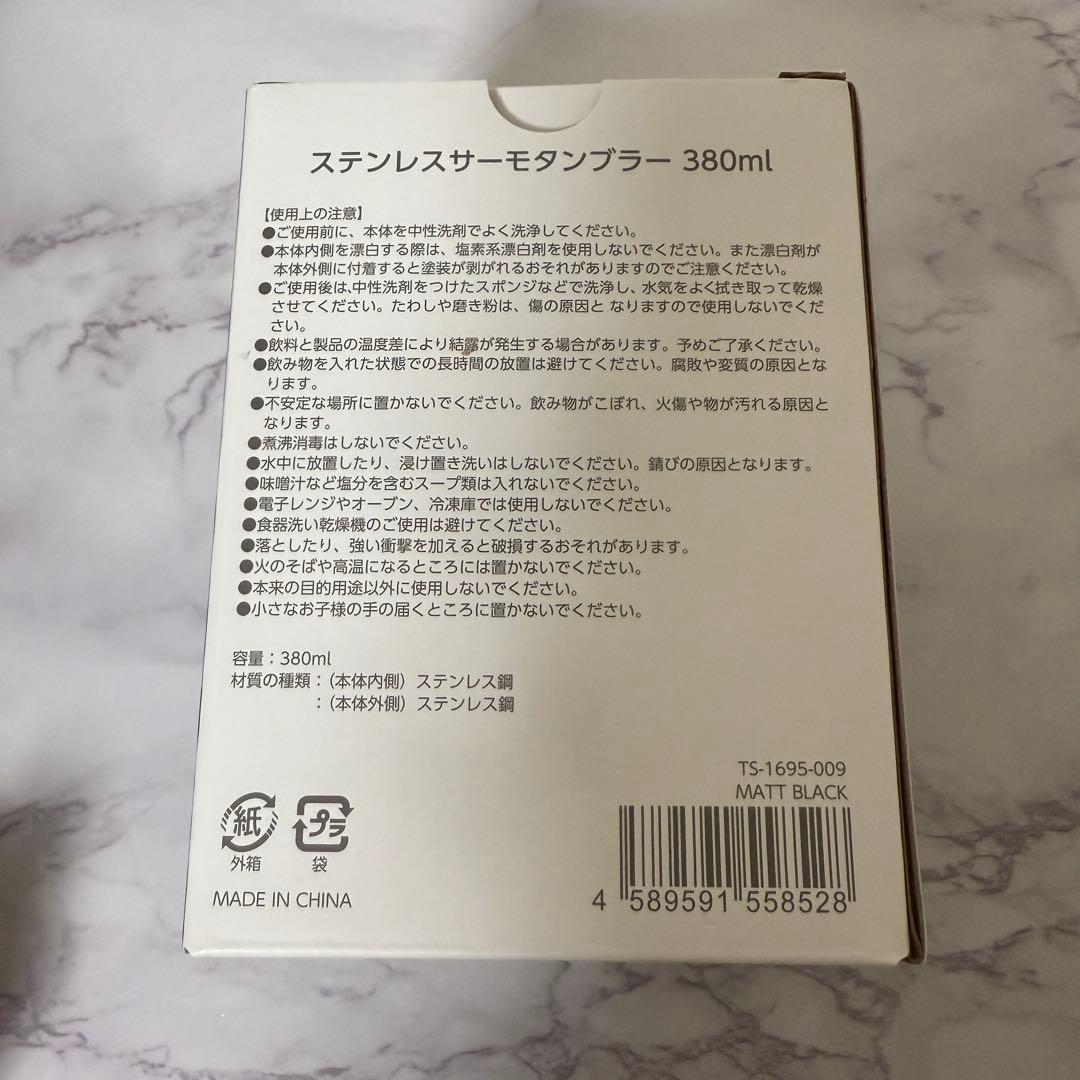 ステンレスサーモタンブラー 380ml
【使用上の注意】
●ご使用前に、本体を中性洗剤でよく洗浄してください。
●本体内側を漂白する際は、塩素系漂白剤を使用しないでください。また漂白剤が
本体外側に付着すると塗装が剥がれるおそれがありますのでご注意ください。
●ご使用後は、中性洗剤をつけたスポンジなどで洗浄し、水気をよく拭き取って乾燥
させてください。たわしや磨き粉は、傷の原因と なりますので使用しないでくだ
さい。
●飲料と製品の温度差により結露が発生する場合があります。予めご了承ください。
●飲み物を入れた状態での長時間の放置は避けてください。腐敗や変質の原因とな
ります。
●不安定な場所に置かないでください。飲み物がこぼれ、火傷や物が汚れる原因と
なります。
●煮沸消毒はしないでください。
●水中に放置したり、浸け置き洗いはしないでください。錆びの原因となります。
●味噌汁など塩分を含むスープ類は入れないでください。
●電子レンジやオーブン、冷凍庫では使用しないでください。
●食器洗い乾燥機のご使用は避けてください。
●落としたり、強い衝撃を加えると破損するおそれがあります。
●火のそばや高温になるところには置かないでください。
●本来の目的用途以外に使用しないでください。
●小さなお子様の手の届くところに置かないでください。
容量：380ml
材質の種類：（本体内側）ステンレス鋼
：（本体外側）ステンレス鋼
TS-1695-009
MATT BLACK
紙
プラ
外箱
袋
MADE IN CHINA
4 589591 558528